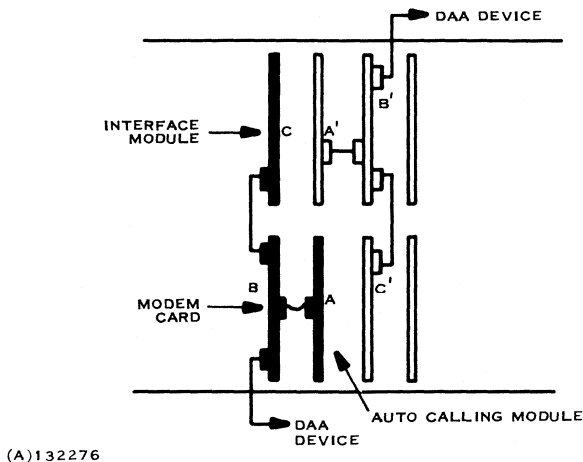 DAA DEVICE
B'
INTERFACE
MODULE
C
A'
B
MODEM
CARD
A
C'
AUTO CALLING MODULE
DAA
DEVICE
(A)132276